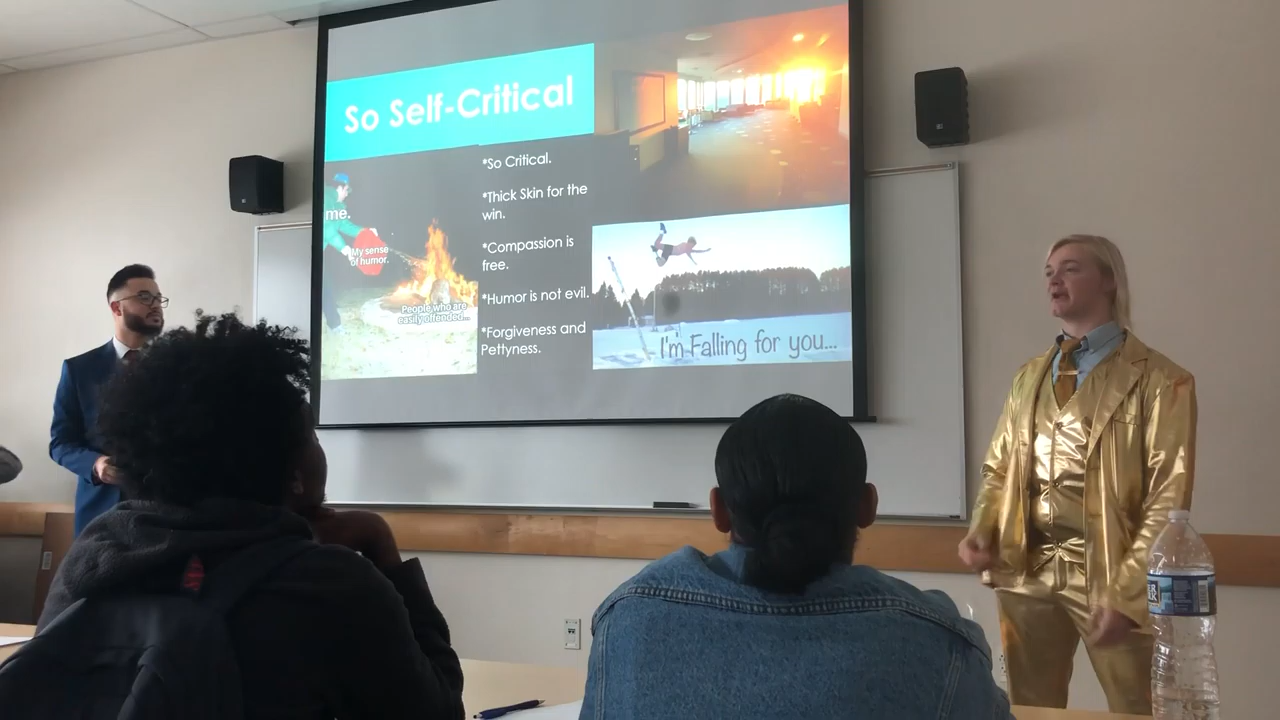 So Self-Critical
*So Critical.
*Thick Skin for the
win.
*Compassion is
free.
*Humor is not evil.
*Forgiveness and
Pettyness.
me.
My sense
of humor.
People who are
easily offended...
I'm Falling for you...